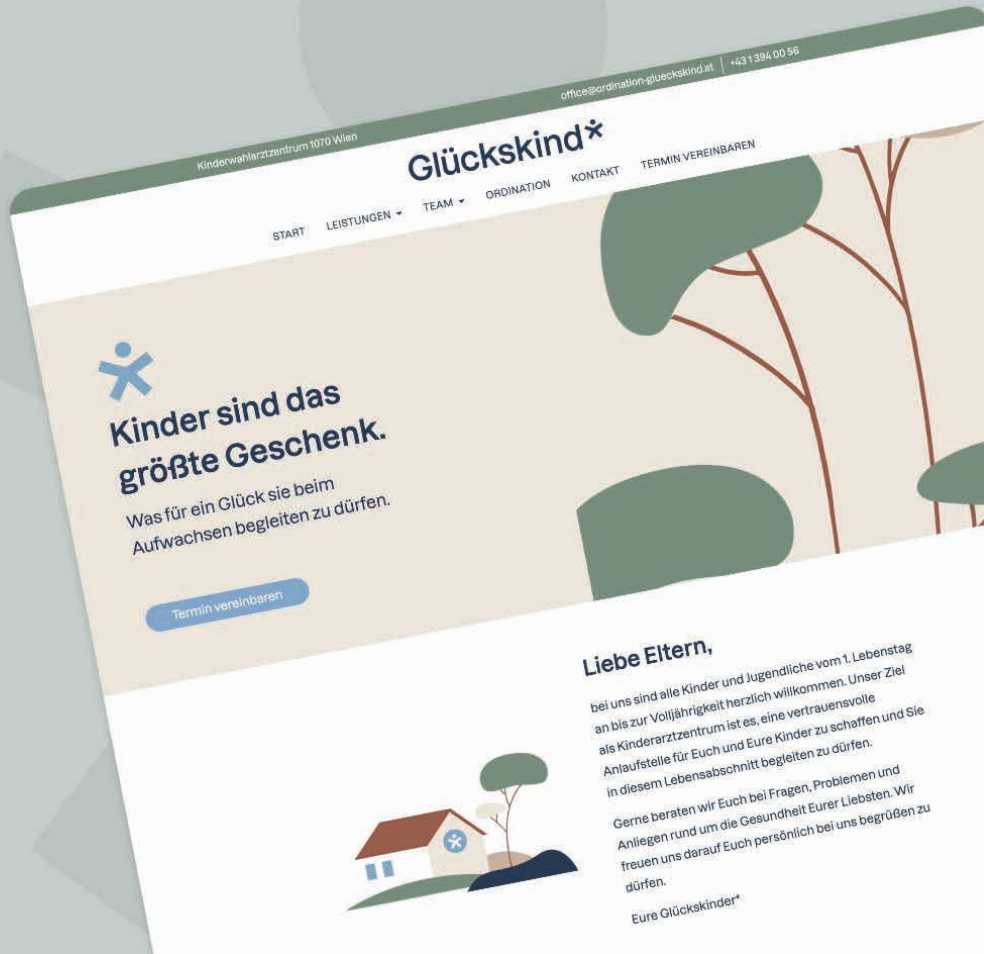 Kinderwahlarztzentrum 1070 Wien
office@ordination-glueckskind.at | +43 1 394 00 56
Glückskind*
START LEISTUNGEN TEAM ORDINATION KONTAKT TERMIN VEREINBAREN
Kinder sind das
größte Geschenk.
Was für ein Glück sie beim
Aufwachsen begleiten zu dürfen.
Termin vereinbaren
Liebe Eltern,
bei uns sind alle Kinder und Jugendliche vom 1. Lebenstag
an bis zur Volljährigkeit herzlich willkommen. Unser Ziel
als Kinderarztzentrum ist es, eine vertrauensvolle
Anlaufstelle für Euch und Eure Kinder zu schaffen und Sie
in diesem Lebensabschnitt begleiten zu dürfen.
Gerne beraten wir Euch bei Fragen, Problemen und
Anliegen rund um die Gesundheit Eurer Liebsten. Wir
freuen uns darauf Euch persönlich bei uns begrüßen zu
dürfen.
Eure Glückskinder*